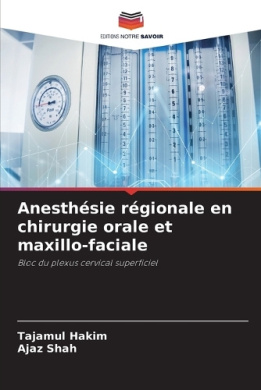 EDITIONS NOTRE SAVOIR
Anesthésie régionale en
chirurgie orale et
maxillo-faciale
Bloc du plexus cervical superficiel
Tajamul Hakim
Ajaz Shah